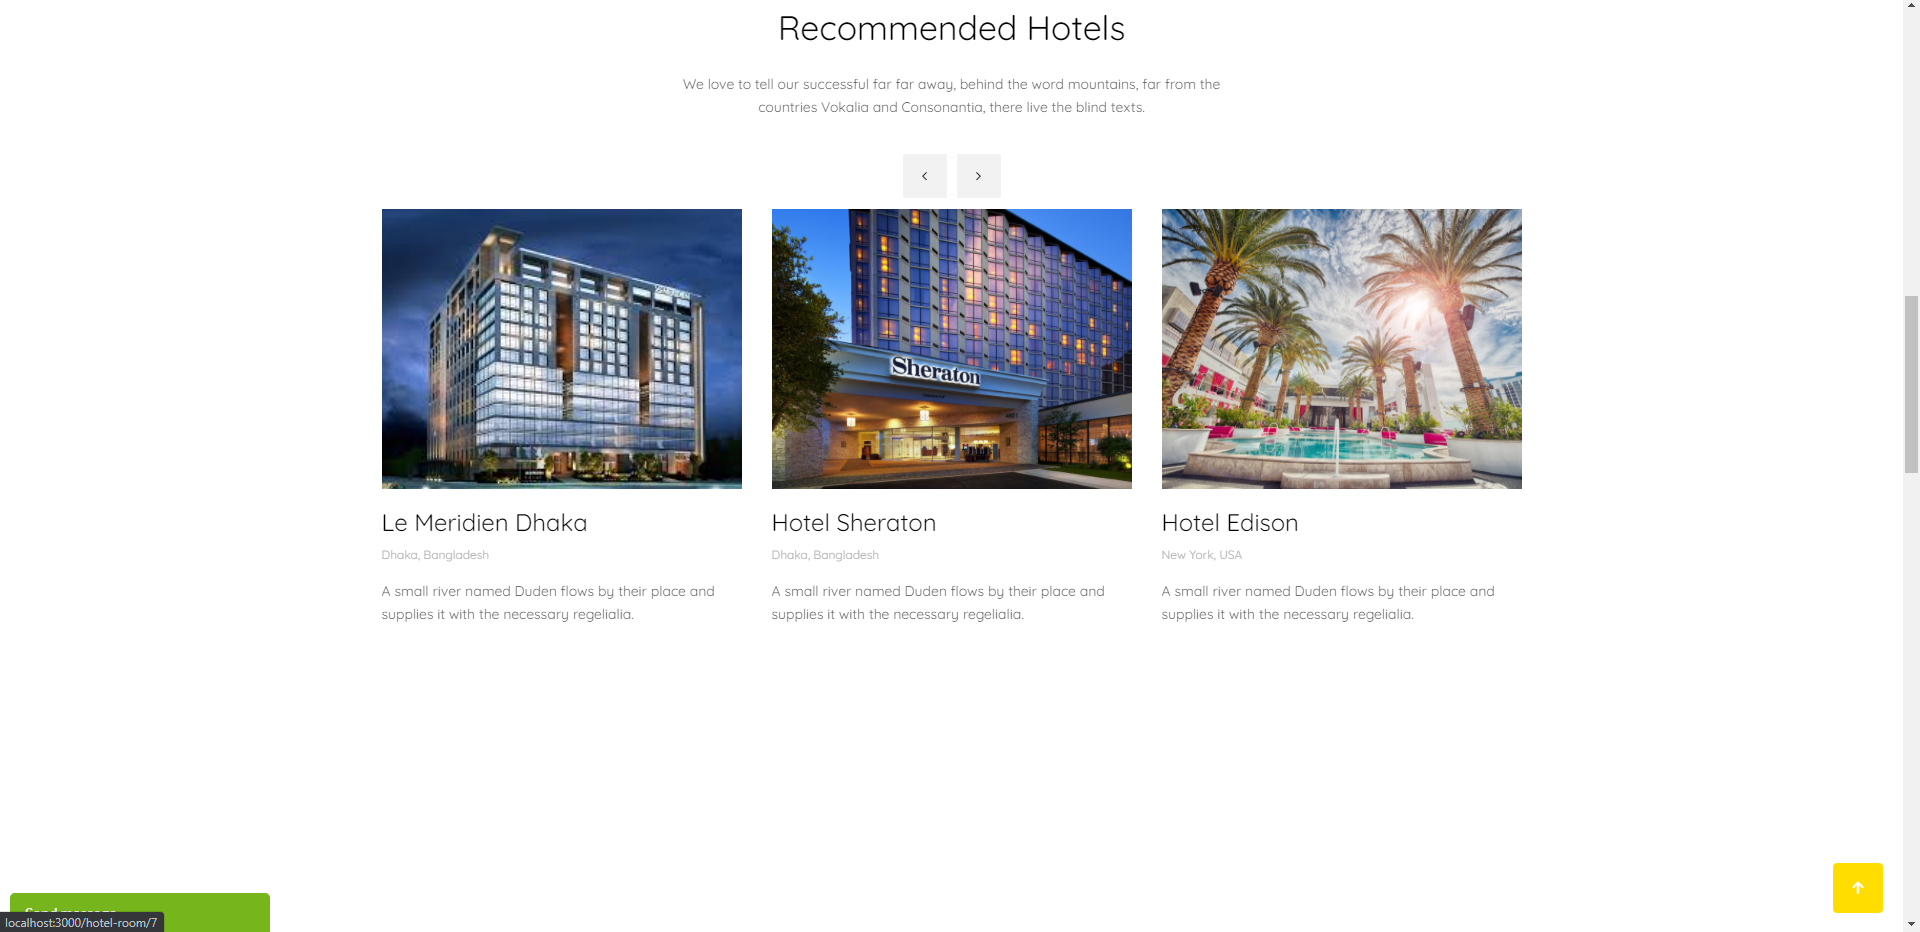 Recommended Hotels
We love to tell our successful far far away, behind the word mountains, far from the
countries Vokalia and Consonantia, there live the blind texts.
Sheraton
Le Meridien Dhaka
Hotel Sheraton
Hotel Edison
Dhaka, Bangladesh
Dhaka, Bangladesh
New York, USA
A small river named Duden flows by their place and
supplies it with the necessary regelialia.
A small river named Duden flows by their place and
supplies it with the necessary regelialia.
A small river named Duden flows by their place and
supplies it with the necessary regelialia.
Send message
localhost:3000/hotel-room/7